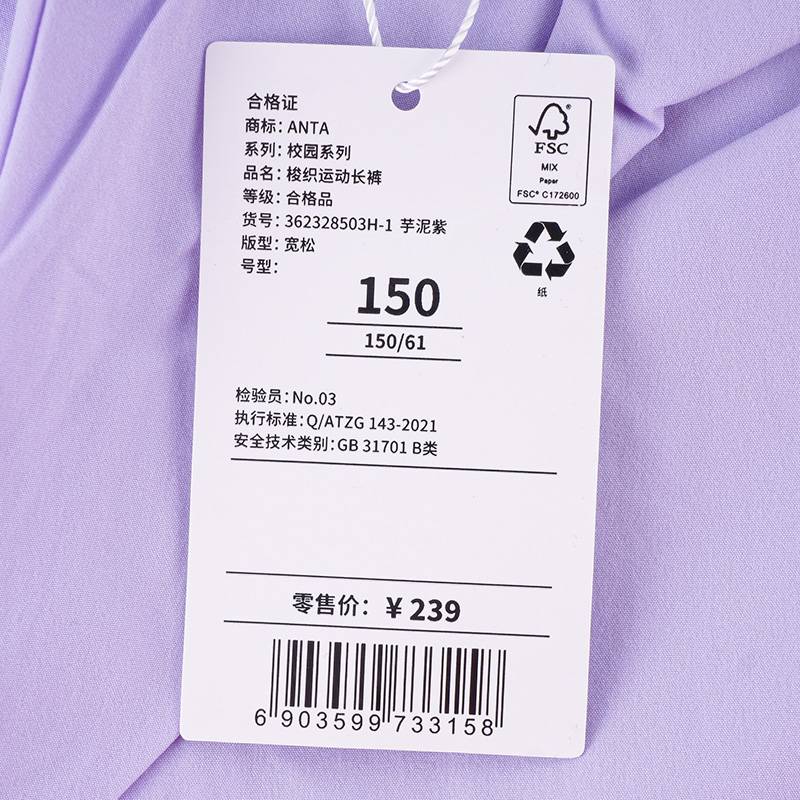 合格证
商标：ANTA
系列：校园系列
品名：梭织运动长裤
等级：合格品
货号：362328503H-1 芋泥紫
版型：宽松
号型：
150
150/61
检验员：No.03
执行标准：Q/ATZG 143-2021
安全技术类别：GB 31701 B类
零售价：￥239
6 903599 733158
FSC
MIX
Paper
FSC® C172600
纸